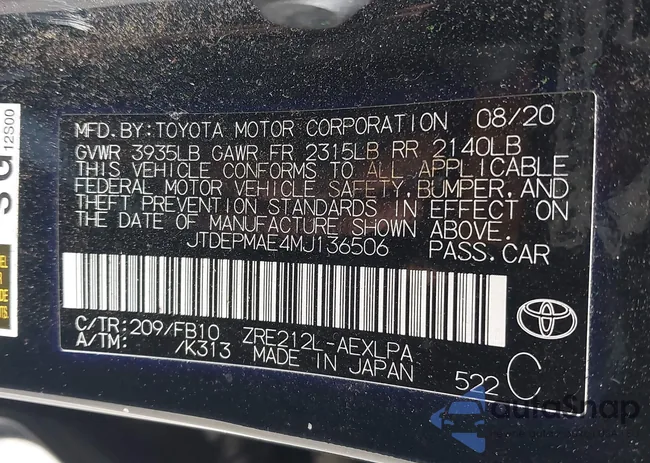 SG
12S00
MFD.BY:TOYOTA MOTOR CORPORATION 08/20
GVWR 3935LB GAWR FR 2315LB RR 2140LB
THIS VEHICLE CONFORMS TO ALL APPLICABLE
FEDERAL MOTOR VEHICLE SAFETY, BUMPER, AND
THEFT PREVENTION STANDARDS IN EFFECT ON
THE DATE OF MANUFACTURE SHOWN ABOVE.
JTDEPMAE4MJ136506 PASS.CAR
C/TR:209/FB10 ZRE212L-AEXLPA
A/TM: /K313 MADE IN JAPAN
522 C
AutoSnap